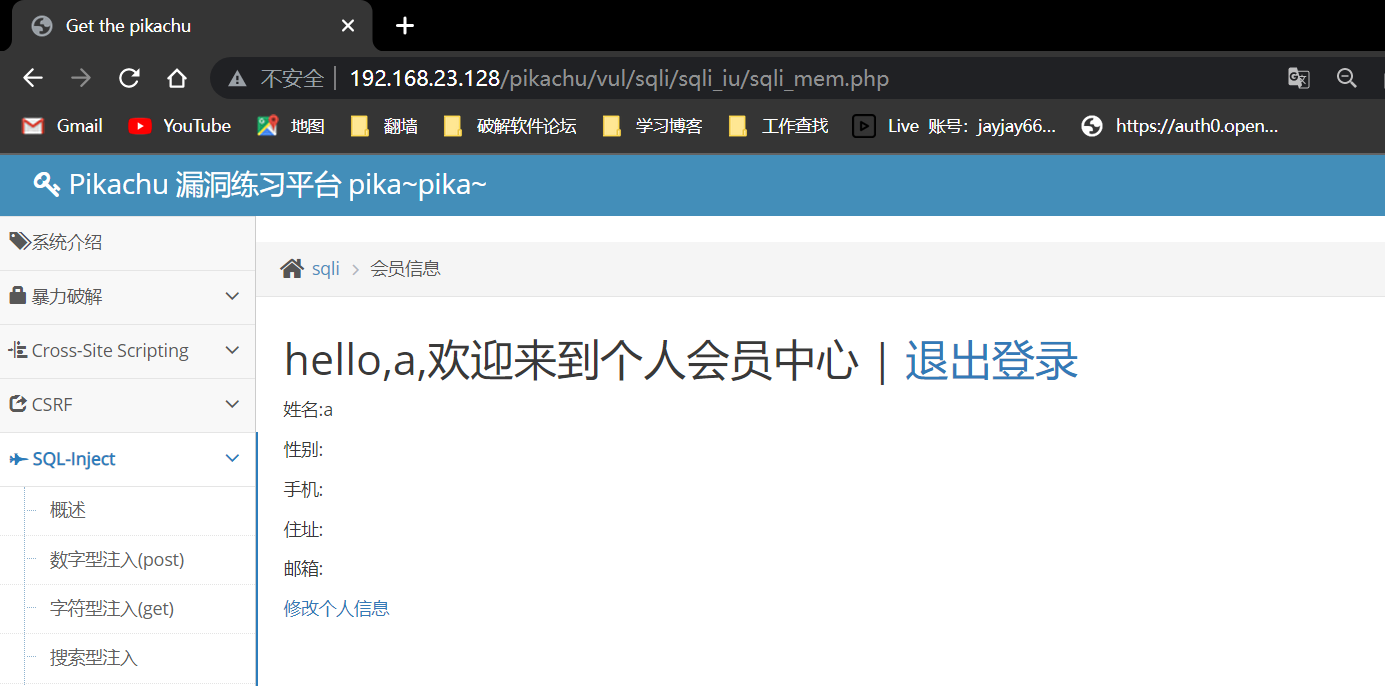 Get the pikachu
不安全 192.168.23.128/pikachu/vul/sqli/sqli_iu/sqli_mem.php
Gmail YouTube 地图 翻墙 破解软件论坛 学习博客 工作查找 Live 账号：jayjay66... https://auth0.open...
Pikachu 漏洞练习平台 pika~pika~
系统介绍
暴力破解
Cross-Site Scripting
CSRF
SQL-Inject
概述
数字型注入(post)
字符型注入(get)
搜索型注入
sqli > 会员信息
hello,a,欢迎来到个人会员中心 | 退出登录
姓名:a
性别:
手机:
住址:
邮箱:
修改个人信息